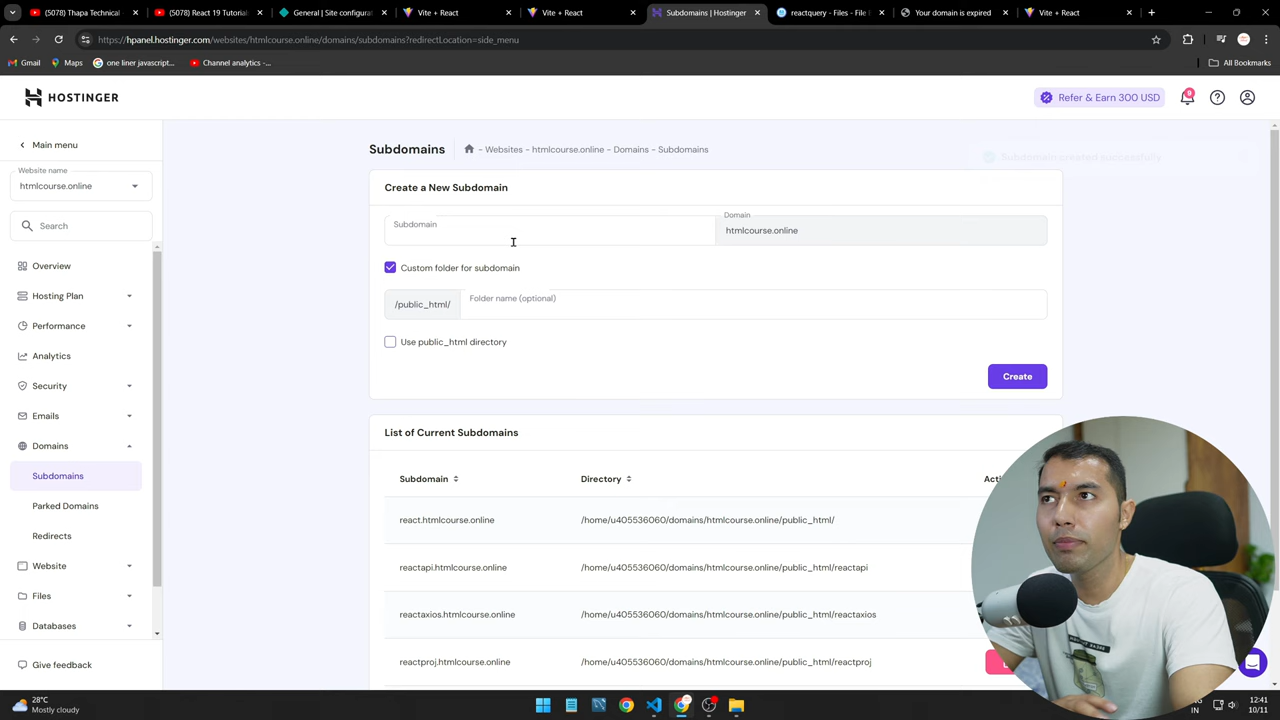 (5078) Thapa Technical
(5078) React 19 Tutorial
General | Site configurat
Vite + React
Vite + React
Subdomains | Hostinger
reactquery - Files - File
Your domain is expired
Vite + React
https://hpanel.hostinger.com/websites/htmlcourse.online/domains/subdomains?redirectLocation=side_menu
Gmail
Maps
one liner javascript...
Channel analytics -...
All Bookmarks
HOSTINGER
Refer & Earn 300 USD
Main menu
Website name
htmlcourse.online
Search
Overview
Hosting Plan
Performance
Analytics
Security
Emails
Domains
Subdomains
Parked Domains
Redirects
Website
Files
Databases
Give feedback
Subdomains
- Websites - htmlcourse.online - Domains - Subdomains
Subdomain created successfully
Create a New Subdomain
Subdomain
Domain
htmlcourse.online
Custom folder for subdomain
/public_html/
Folder name (optional)
Use public_html directory
Create
List of Current Subdomains
Subdomain
Directory
react.htmlcourse.online
/home/u405536060/domains/htmlcourse.online/public_html/
reactapi.htmlcourse.online
/home/u405536060/domains/htmlcourse.online/public_html/reactapi
reactaxios.htmlcourse.online
/home/u405536060/domains/htmlcourse.online/public_html/reactaxios
reactproj.htmlcourse.online
/home/u405536060/domains/htmlcourse.online/public_html/reactproj
28°C
Mostly cloudy
EN
IN
12:41
10/11